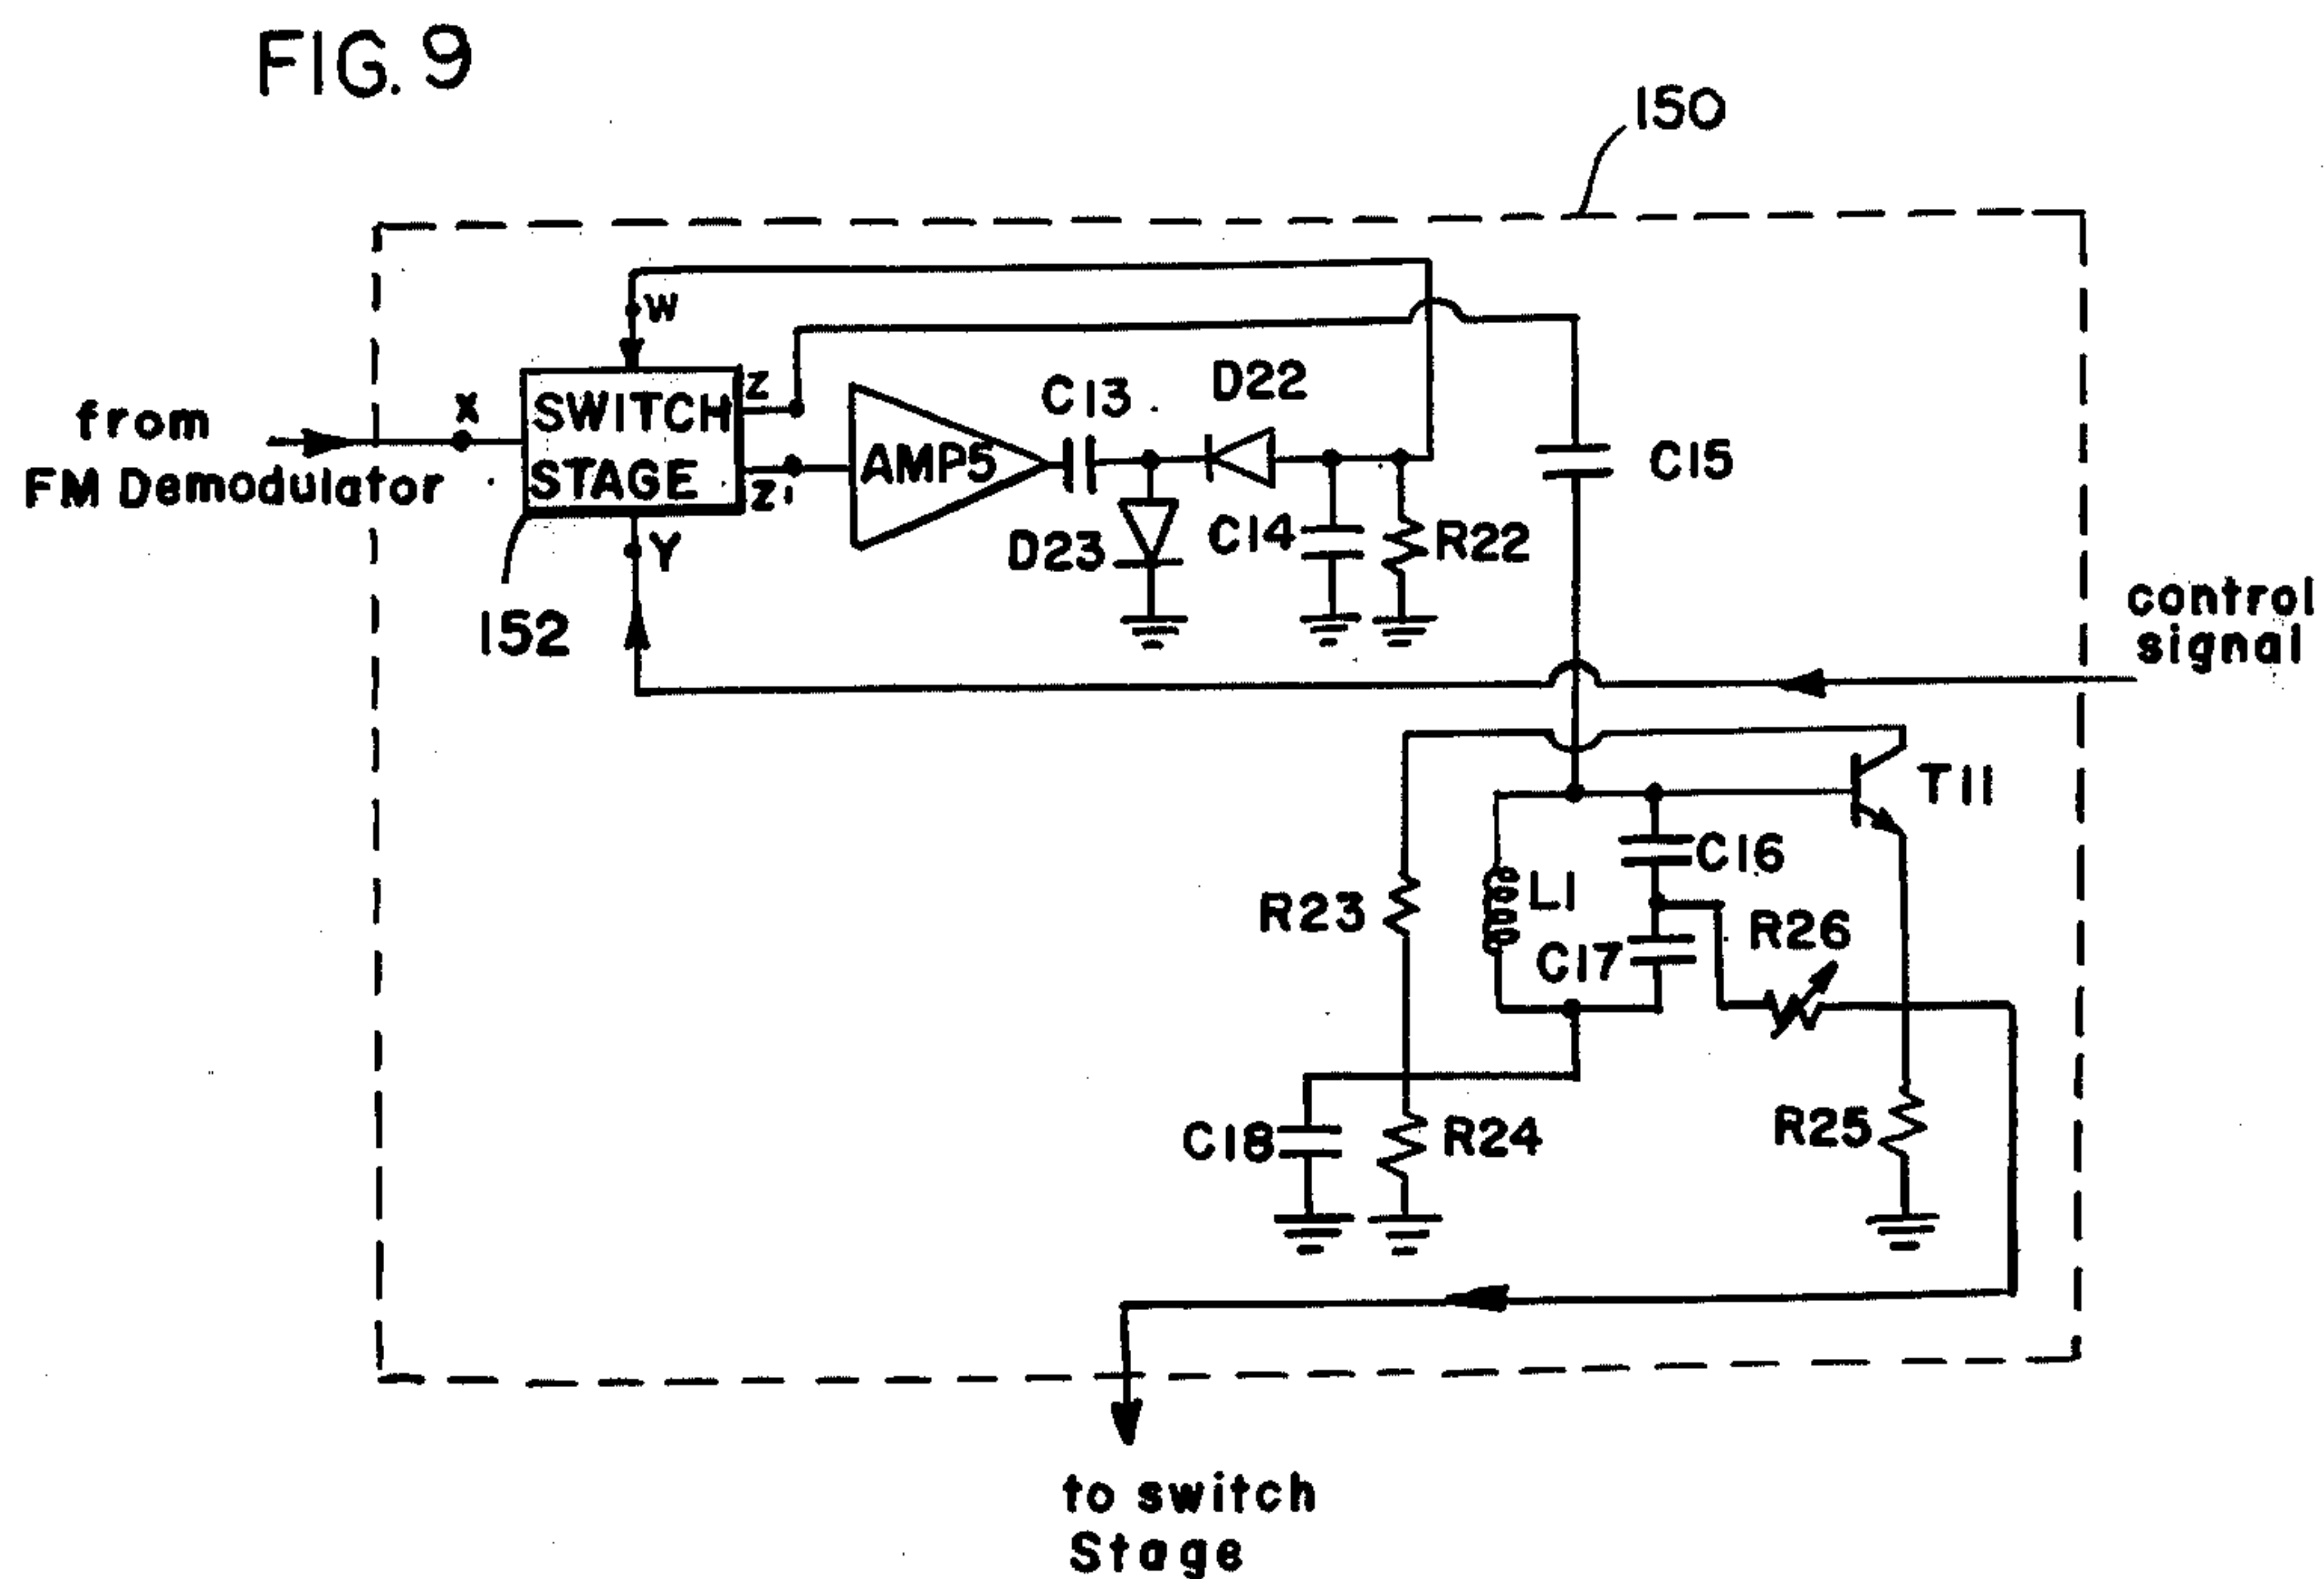 FIG. 9
150
W
X
Z
SWITCH
STAGE
Z'
Y
152
from
FM Demodulator
AMP5
C13
D22
D23
C14
R22
C15
control
signal
T11
C16
L1
R23
C17
R26
C18
R24
R25
to switch
Stage